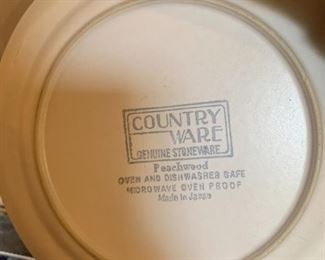 COUNTRY
WARE
GENUINE STONEWARE
Peachwood
OVEN AND DISHWASHER SAFE
MICROWAVE OVEN PROOF
Made in Japan